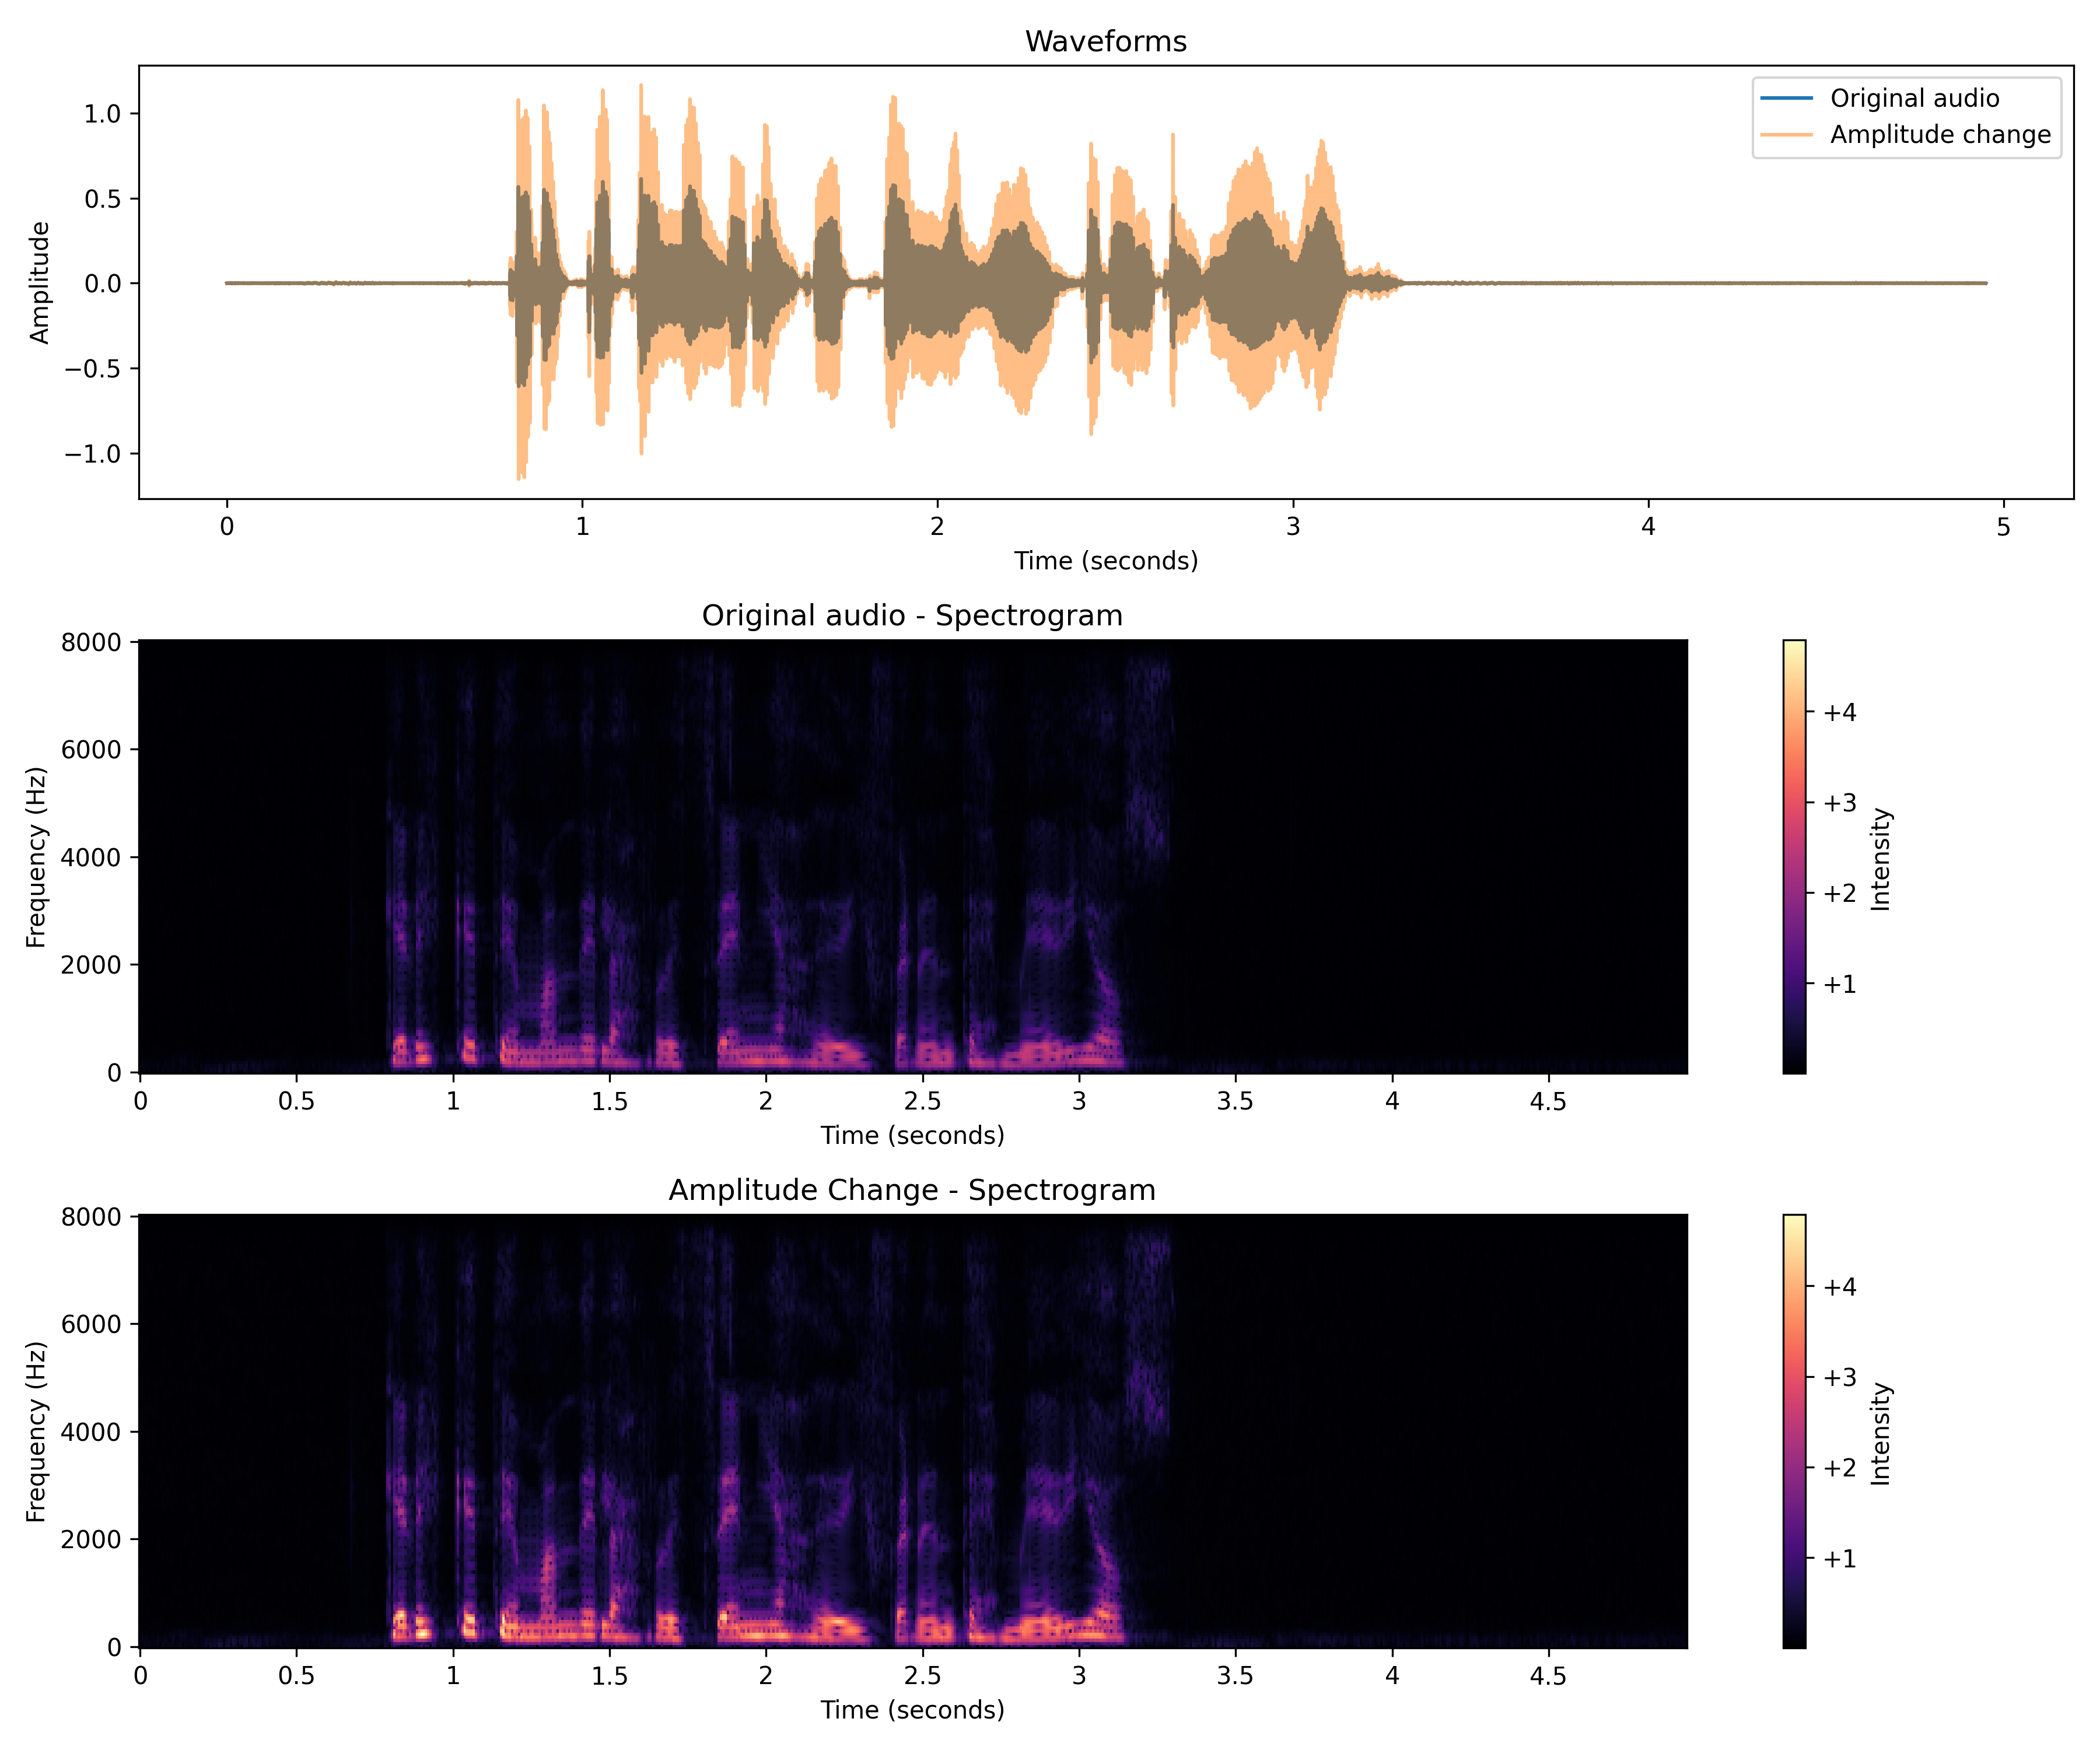 Waveforms
Original audio
Amplitude change
1.0
0.5
0.0
−0.5
−1.0
Amplitude
0 1 2 3 4 5
Time (seconds)
Original audio - Spectrogram
8000
6000
4000
2000
0
Frequency (Hz)
0 0.5 1 1.5 2 2.5 3 3.5 4 4.5
Time (seconds)
+4
+3
+2
+1
Intensity
Amplitude Change - Spectrogram
8000
6000
4000
2000
0
Frequency (Hz)
0 0.5 1 1.5 2 2.5 3 3.5 4 4.5
Time (seconds)
+4
+3
+2
+1
Intensity